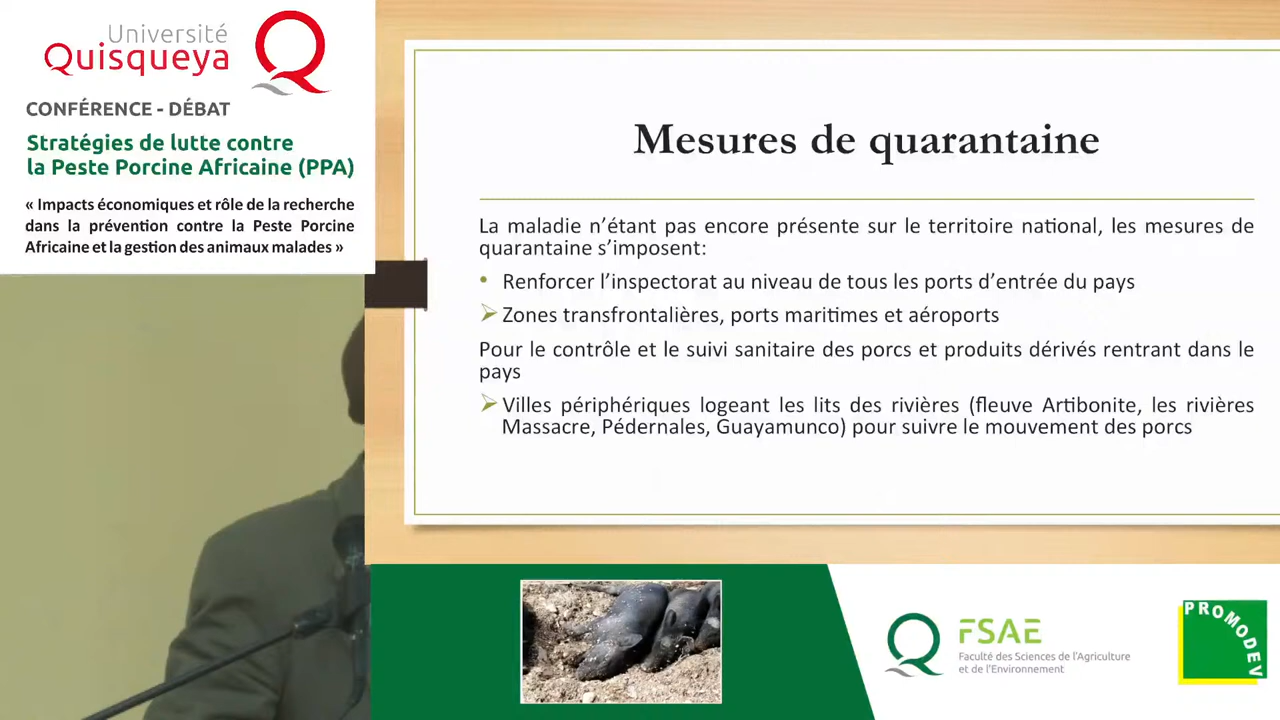 Université
Quisqueya
CONFÉRENCE - DÉBAT
Stratégies de lutte contre
la Peste Porcine Africaine (PPA)
« Impacts économiques et rôle de la recherche
dans la prévention contre la Peste Porcine
Africaine et la gestion des animaux malades »
Mesures de quarantaine
La maladie n’étant pas encore présente sur le territoire national, les mesures de
quarantaine s’imposent:
• Renforcer l’inspectorat au niveau de tous les ports d’entrée du pays
➢ Zones transfrontalières, ports maritimes et aéroports
Pour le contrôle et le suivi sanitaire des porcs et produits dérivés rentrant dans le
pays
➢ Villes périphériques logeant les lits des rivières (fleuve Artibonite, les rivières
Massacre, Pédernales, Guayamunco) pour suivre le mouvement des porcs
FSAE
Faculté des Sciences de l'Agriculture
et de l'Environnement
PROMODEV